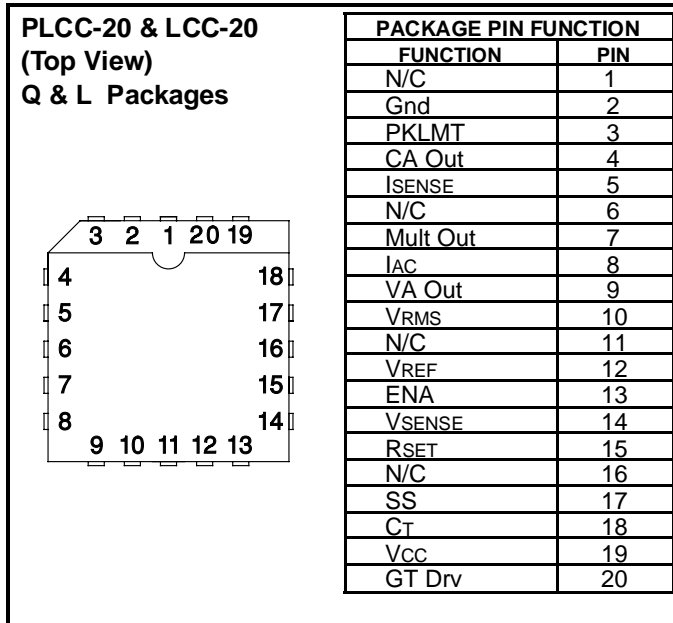 PLCC-20 & LCC-20
(Top View)
Q & L Packages
3 2 1 20 19
4 18
5 17
6 16
7 15
8 14
9 10 11 12 13
PACKAGE PIN FUNCTION
FUNCTION PIN
N/C 1
Gnd 2
PKLMT 3
CA Out 4
ISENSE 5
N/C 6
Mult Out 7
IAC 8
VA Out 9
VRMS 10
N/C 11
VREF 12
ENA 13
VSENSE 14
RSET 15
N/C 16
SS 17
CT 18
VCC 19
GT Drv 20